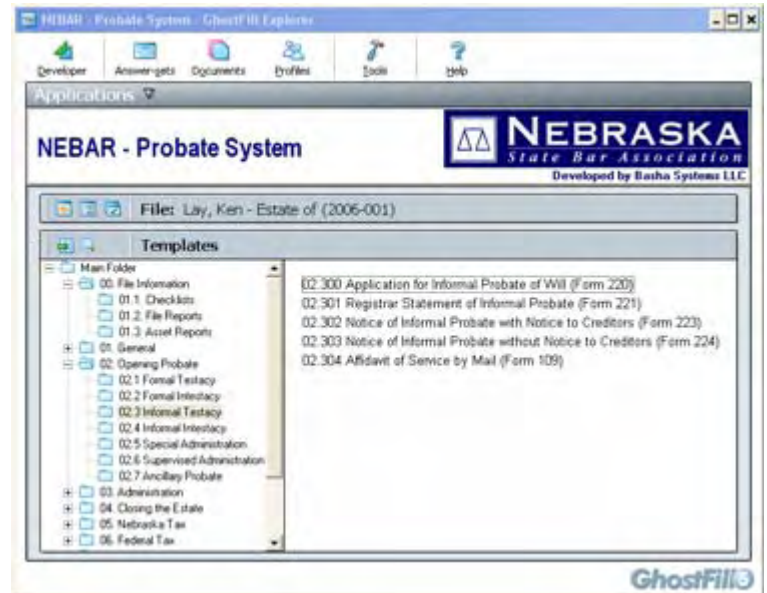 NEBAR - Probate System - GhostFill Explorer
Developer Answer-sets Documents Profiles Tools Help
Applications
NEBAR - Probate System
NEBRASKA
State Bar Association
Developed by Basha Systems LLC
File: Lay, Ken - Estate of (2006-001)
Templates
Main Folder
00. File Information
01.1 Checklists
01.2 File Reports
01.3 Asset Reports
01. General
02. Opening Probate
02.1 Formal Testacy
02.2 Formal Intestacy
02.3 Informal Testacy
02.4 Informal Intestacy
02.5 Special Administration
02.6 Supervised Administration
02.7 Ancillary Probate
03. Administration
04. Closing the Estate
05. Nebraska Tax
06. Federal Tax
02.300 Application for Informal Probate of Will (Form 220)
02.301 Registrar Statement of Informal Probate (Form 221)
02.302 Notice of Informal Probate with Notice to Creditors (Form 223)
02.303 Notice of Informal Probate without Notice to Creditors (Form 224)
02.304 Affidavit of Service by Mail (Form 109)
GhostFill